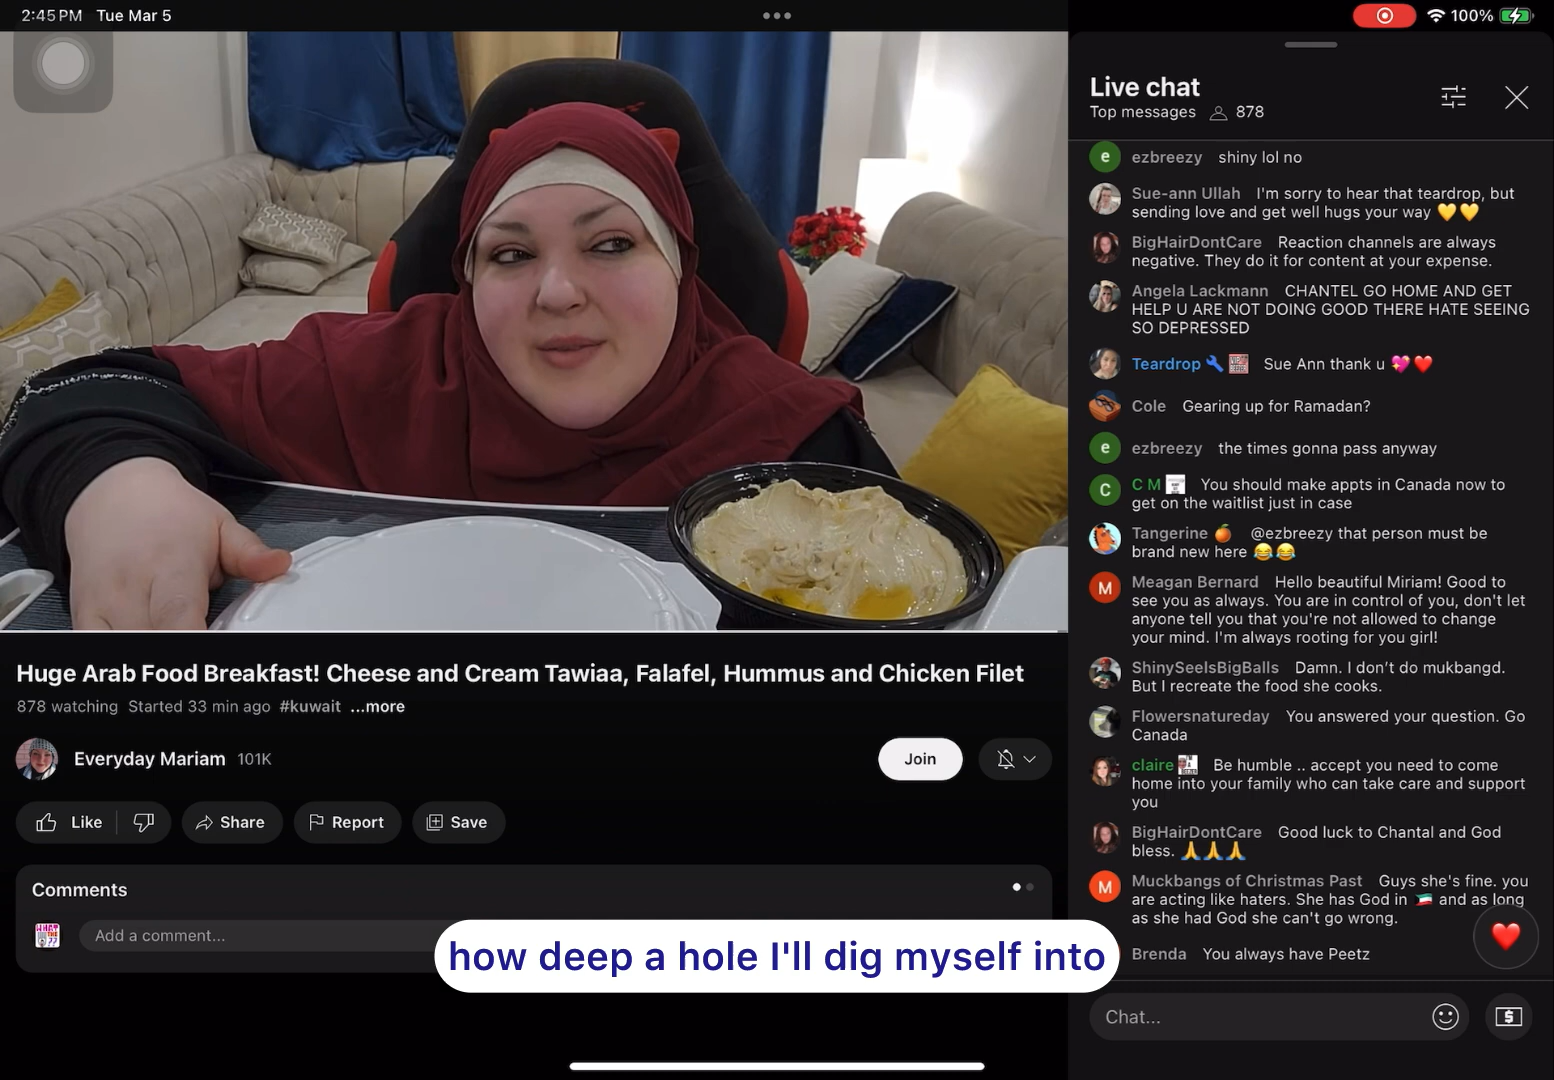 2:45 PM Tue Mar 5
100%
Live chat
Top messages 878
ezbreezy shiny lol no
Sue-ann Ullah I'm sorry to hear that teardrop, but
sending love and get well hugs your way 💛💛
BigHairDontCare Reaction channels are always
negative. They do it for content at your expense.
Angela Lackmann CHANTEL GO HOME AND GET
HELP U ARE NOT DOING GOOD THERE HATE SEEING
SO DEPRESSED
Teardrop Sue Ann thank u 💖❤️
Cole Gearing up for Ramadan?
ezbreezy the times gonna pass anyway
C M You should make appts in Canada now to
get on the waitlist just in case
Tangerine 🍊 @ezbreezy that person must be
brand new here 😂😂
Meagan Bernard Hello beautiful Miriam! Good to
see you as always. You are in control of you, don't let
anyone tell you that you're not allowed to change
your mind. I'm always rooting for you girl!
ShinySeelsBigBalls Damn. I don’t do mukbangd.
But I recreate the food she cooks.
Flowersnatureday You answered your question. Go
Canada
claire Be humble .. accept you need to come
home into your family who can take care and support
you
BigHairDontCare Good luck to Chantal and God
bless. 🙏🙏🙏
Muckbangs of Christmas Past Guys she's fine. you
are acting like haters. She has God in 🇰🇼 and as long
as she had God she can't go wrong.
Brenda You always have Peetz
Chat...
Huge Arab Food Breakfast! Cheese and Cream Tawiaa, Falafel, Hummus and Chicken Filet
878 watching Started 33 min ago #kuwait ...more
Everyday Mariam 101K
Join
Like Share Report Save
Comments
Add a comment...
how deep a hole I'll dig myself into
e
e
C
M
M
$